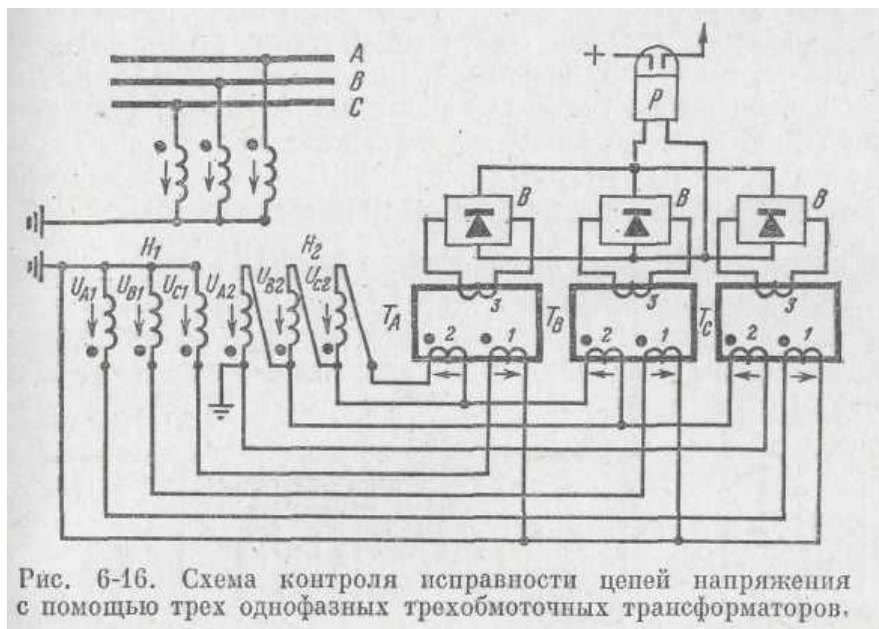 A
B
C
+
P
B
B
B
H1
H2
UA1 UB1 UC1 UA2 UB2 UC2
TA
3
2 1
TB
3
2 1
TC
3
2 1
Рис. 6-16. Схема контроля исправности цепей напряжения
с помощью трех однофазных трехобмоточных трансформаторов.